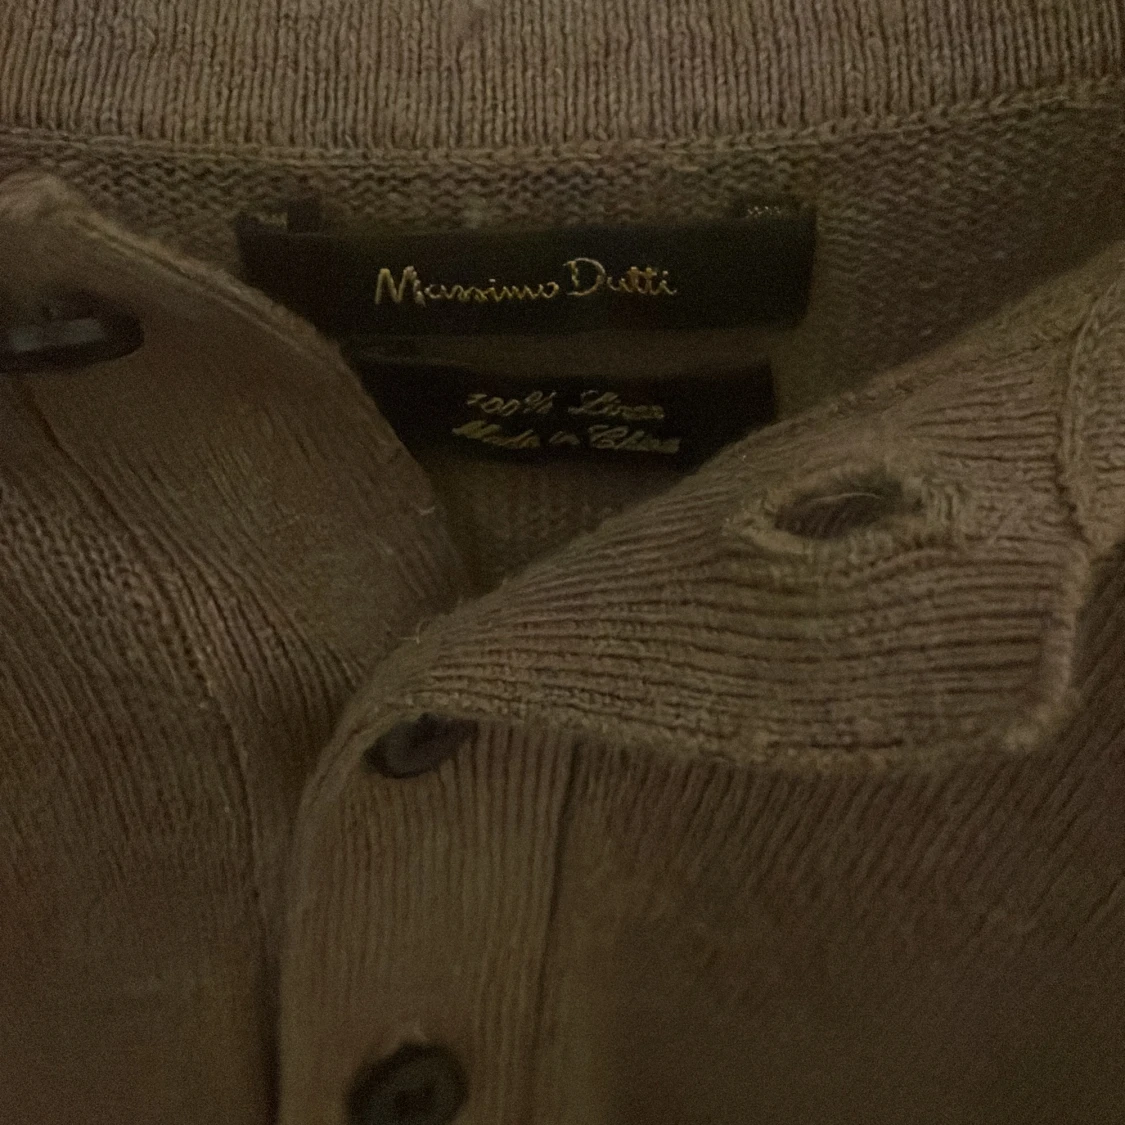 Massimo Dutti
100% Linen
Made in China